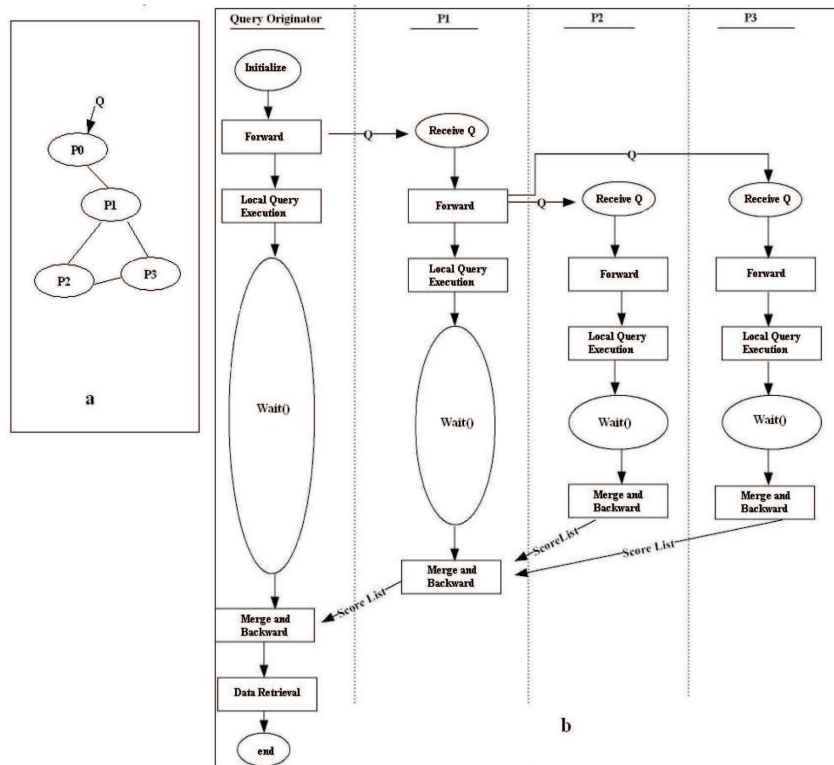 Q
P0
P1
P2
P3
a
Query Originator
P1
P2
P3
Initialize
Forward
Q
Receive Q
Q
Local Query
Execution
Forward
Q
Receive Q
Receive Q
Local Query
Execution
Forward
Forward
Local Query
Execution
Local Query
Execution
Wait()
Wait()
Wait()
Wait()
Merge and
Backward
Merge and
Backward
ScoreList
Score List
Merge and
Backward
Score List
Merge and
Backward
Data Retrieval
end
b